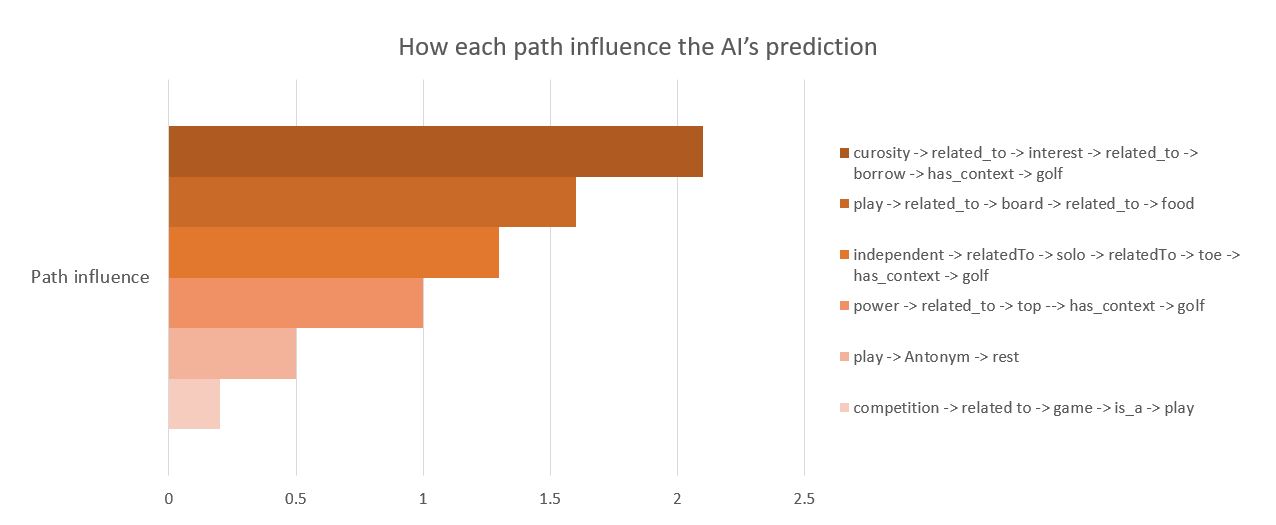 How each path influence the AI’s prediction
Path influence
curosity -> related_to -> interest -> related_to ->
borrow -> has_context -> golf
play -> related_to -> board -> related_to -> food
independent -> relatedTo -> solo -> relatedTo -> toe ->
has_context -> golf
power -> related_to -> top --> has_context -> golf
play -> Antonym -> rest
competition -> related to -> game -> is_a -> play
0 0.5 1 1.5 2 2.5